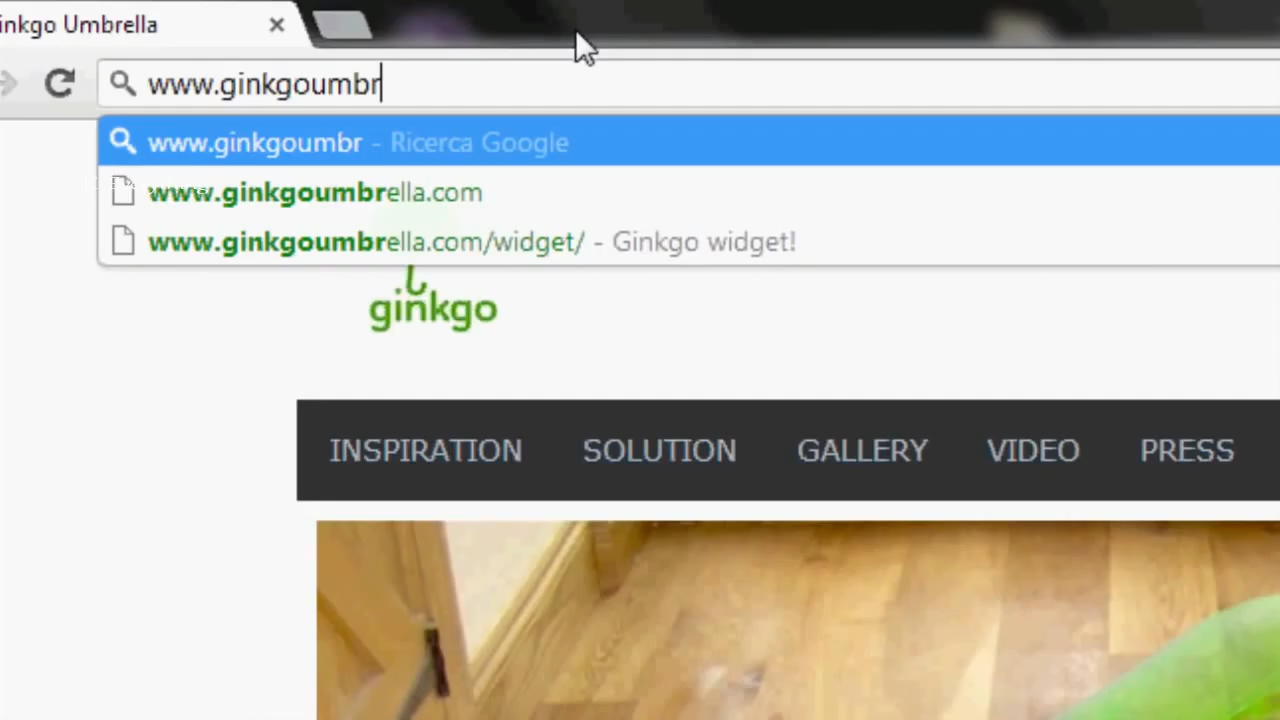 inkgo Umbrella
www.ginkgoumbr
www.ginkgoumbr - Ricerca Google
www.ginkgoumbrella.com
www.ginkgoumbrella.com/widget/ - Ginkgo widget!
ginkgo
INSPIRATION SOLUTION GALLERY VIDEO PRESS